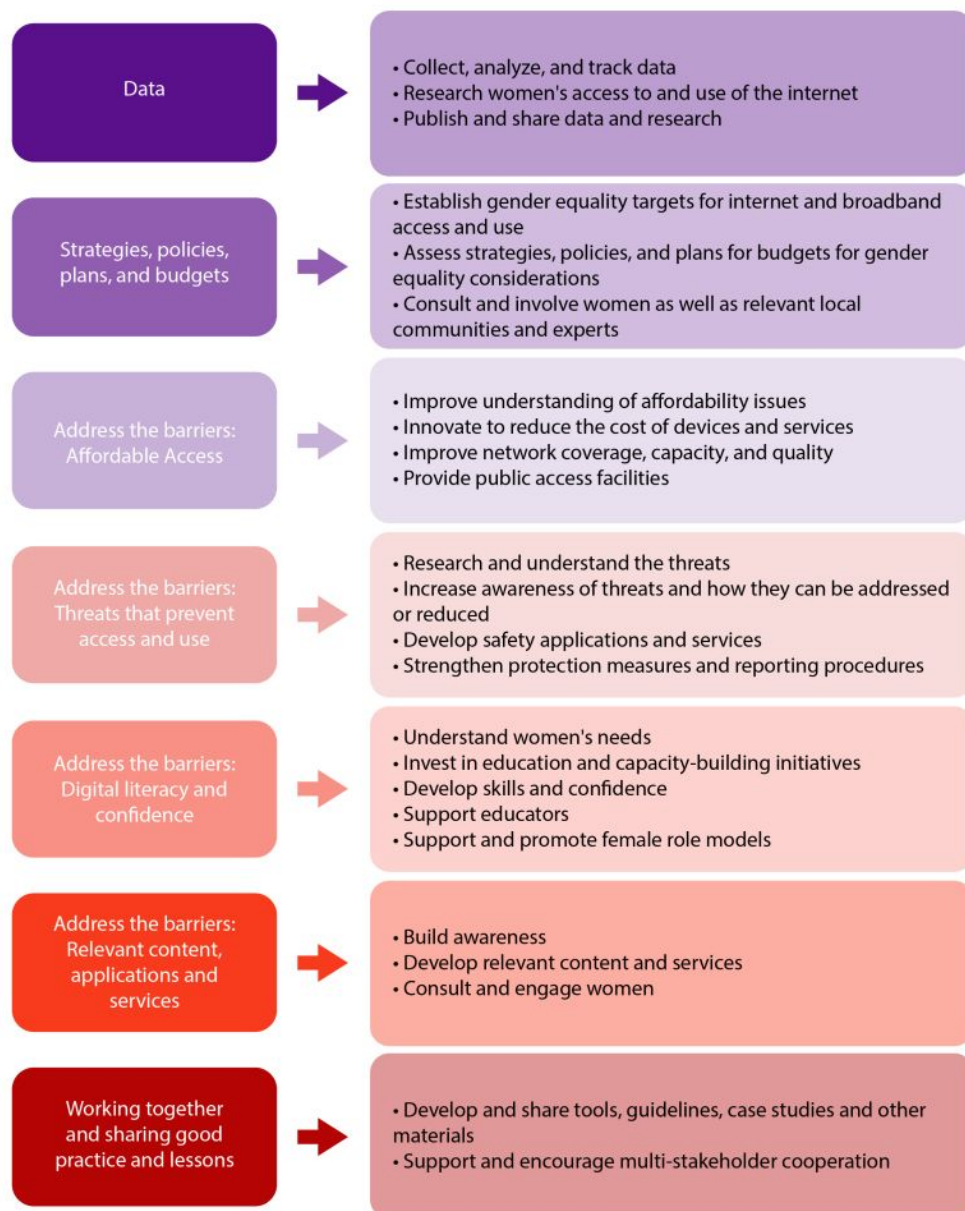 Data
• Collect, analyze, and track data
• Research women's access to and use of the internet
• Publish and share data and research
Strategies, policies,
plans, and budgets
• Establish gender equality targets for internet and broadband
access and use
• Assess strategies, policies, and plans for budgets for gender
equality considerations
• Consult and involve women as well as relevant local
communities and experts
Address the barriers:
Affordable Access
• Improve understanding of affordability issues
• Innovate to reduce the cost of devices and services
• Improve network coverage, capacity, and quality
• Provide public access facilities
Address the barriers:
Threats that prevent
access and use
• Research and understand the threats
• Increase awareness of threats and how they can be addressed
or reduced
• Develop safety applications and services
• Strengthen protection measures and reporting procedures
Address the barriers:
Digital literacy and
confidence
• Understand women's needs
• Invest in education and capacity-building initiatives
• Develop skills and confidence
• Support educators
• Support and promote female role models
Address the barriers:
Relevant content,
applications and
services
• Build awareness
• Develop relevant content and services
• Consult and engage women
Working together
and sharing good
practice and lessons
• Develop and share tools, guidelines, case studies and other
materials
• Support and encourage multi-stakeholder cooperation